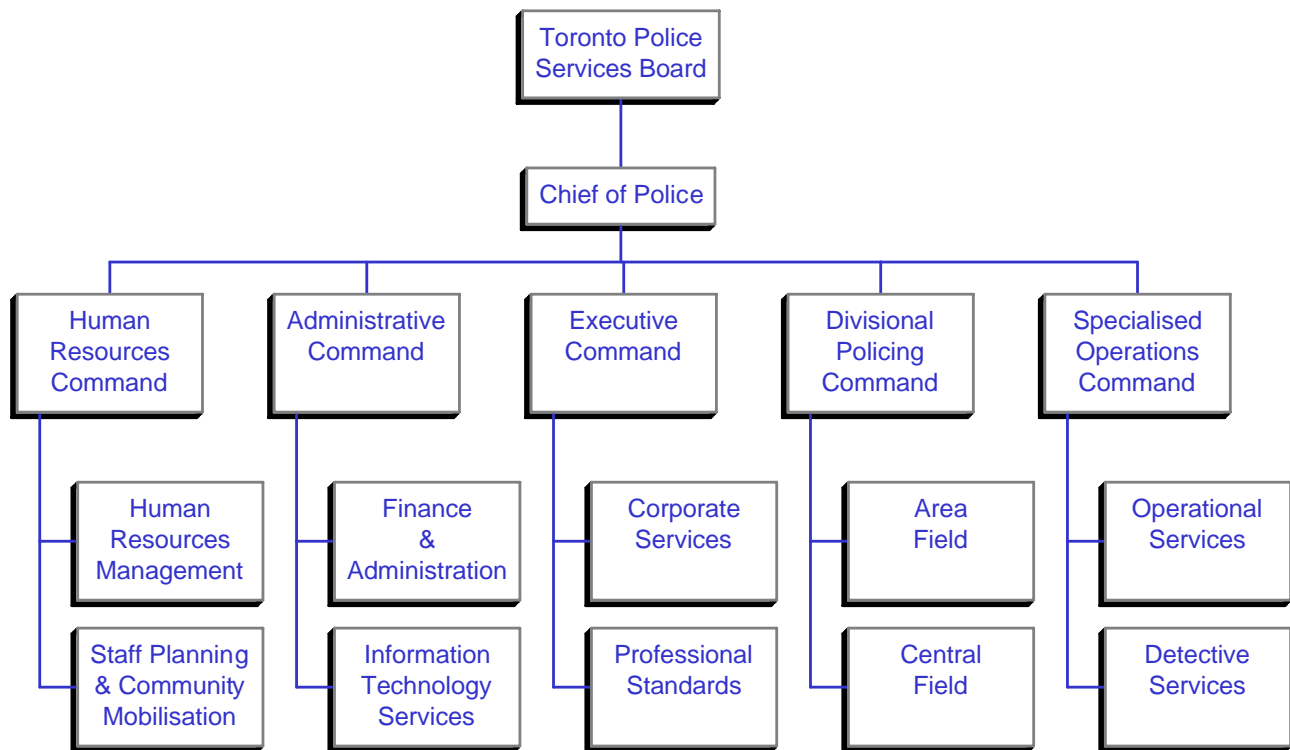 Toronto Police
Services Board
Chief of Police
Human
Resources
Command
Administrative
Command
Executive
Command
Divisional
Policing
Command
Specialised
Operations
Command
Human
Resources
Management
Finance
&
Administration
Corporate
Services
Area
Field
Operational
Services
Staff Planning
& Community
Mobilisation
Information
Technology
Services
Professional
Standards
Central
Field
Detective
Services